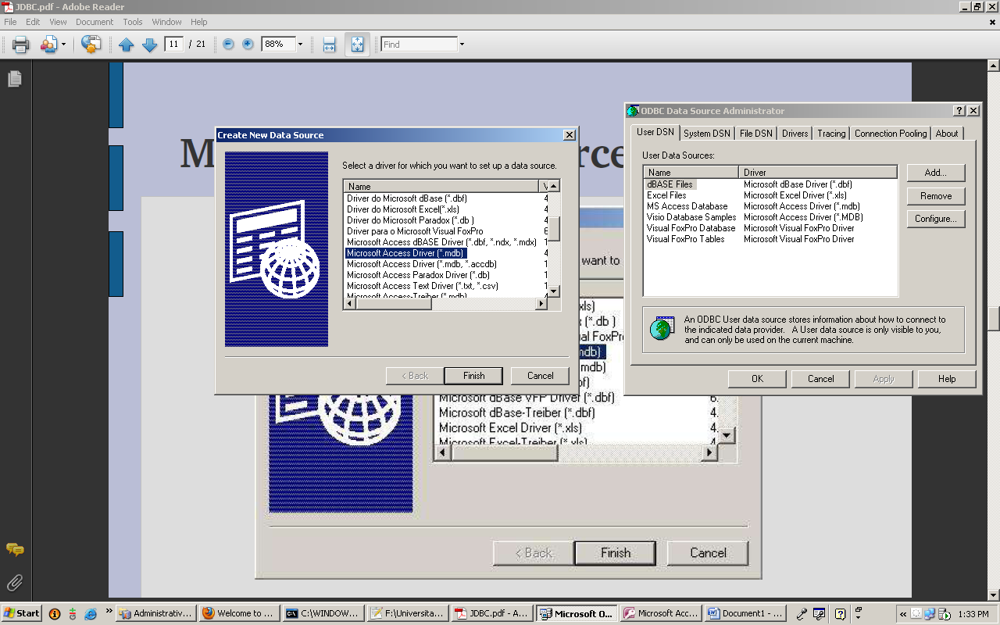 JDBC.pdf - Adobe Reader
File Edit View Document Tools Window Help
11 / 21 88% Find
ODBC Data Source Administrator
User DSN System DSN File DSN Drivers Tracing Connection Pooling About
User Data Sources:
Name Driver
dBASE Files Microsoft dBase Driver (*.dbf)
Excel Files Microsoft Excel Driver (*.xls)
MS Access Database Microsoft Access Driver (*.mdb)
Visio Database Samples Microsoft Access Driver (*.MDB)
Visual FoxPro Database Microsoft Visual FoxPro Driver
Visual FoxPro Tables Microsoft Visual FoxPro Driver
Add...
Remove
Configure...
An ODBC User data source stores information about how to connect to
the indicated data provider. A User data source is only visible to you,
and can only be used on the current machine.
OK Cancel Apply Help
Create New Data Source
Select a driver for which you want to set up a data source.
Name V
Driver do Microsoft dBase (*.dbf) 4
Driver do Microsoft Excel(*.xls) 4
Driver do Microsoft Paradox (*.db ) 4
Driver para o Microsoft Visual FoxPro 6
Microsoft Access dBASE Driver (*.dbf, *.ndx, *.mdx) 1
Microsoft Access Driver (*.mdb) 4
Microsoft Access Driver (*.mdb, *.accdb) 1
Microsoft Access Paradox Driver (*.db) 1
Microsoft Access Text Driver (*.txt, *.csv) 1
Microsoft Access-Treiber (*.mdb) 4
< Back Finish Cancel
M rce
want to
.xls)
(*.db )
al FoxPr
mdb)
mdb)
f)
Microsoft dBase VFP Driver (*.dbf) 6.
Microsoft dBase-Treiber (*.dbf) 4.
Microsoft Excel Driver (*.xls) 4.
Microsoft Excel-Treiber (*.xls) 4.
< Back Finish Cancel
Start » Administrativ... Welcome to ... C:\WINDOW... F:\Universita... JDBC.pdf - A... Microsoft O... Microsoft Acc... Document1 - ... « 1:33 PM